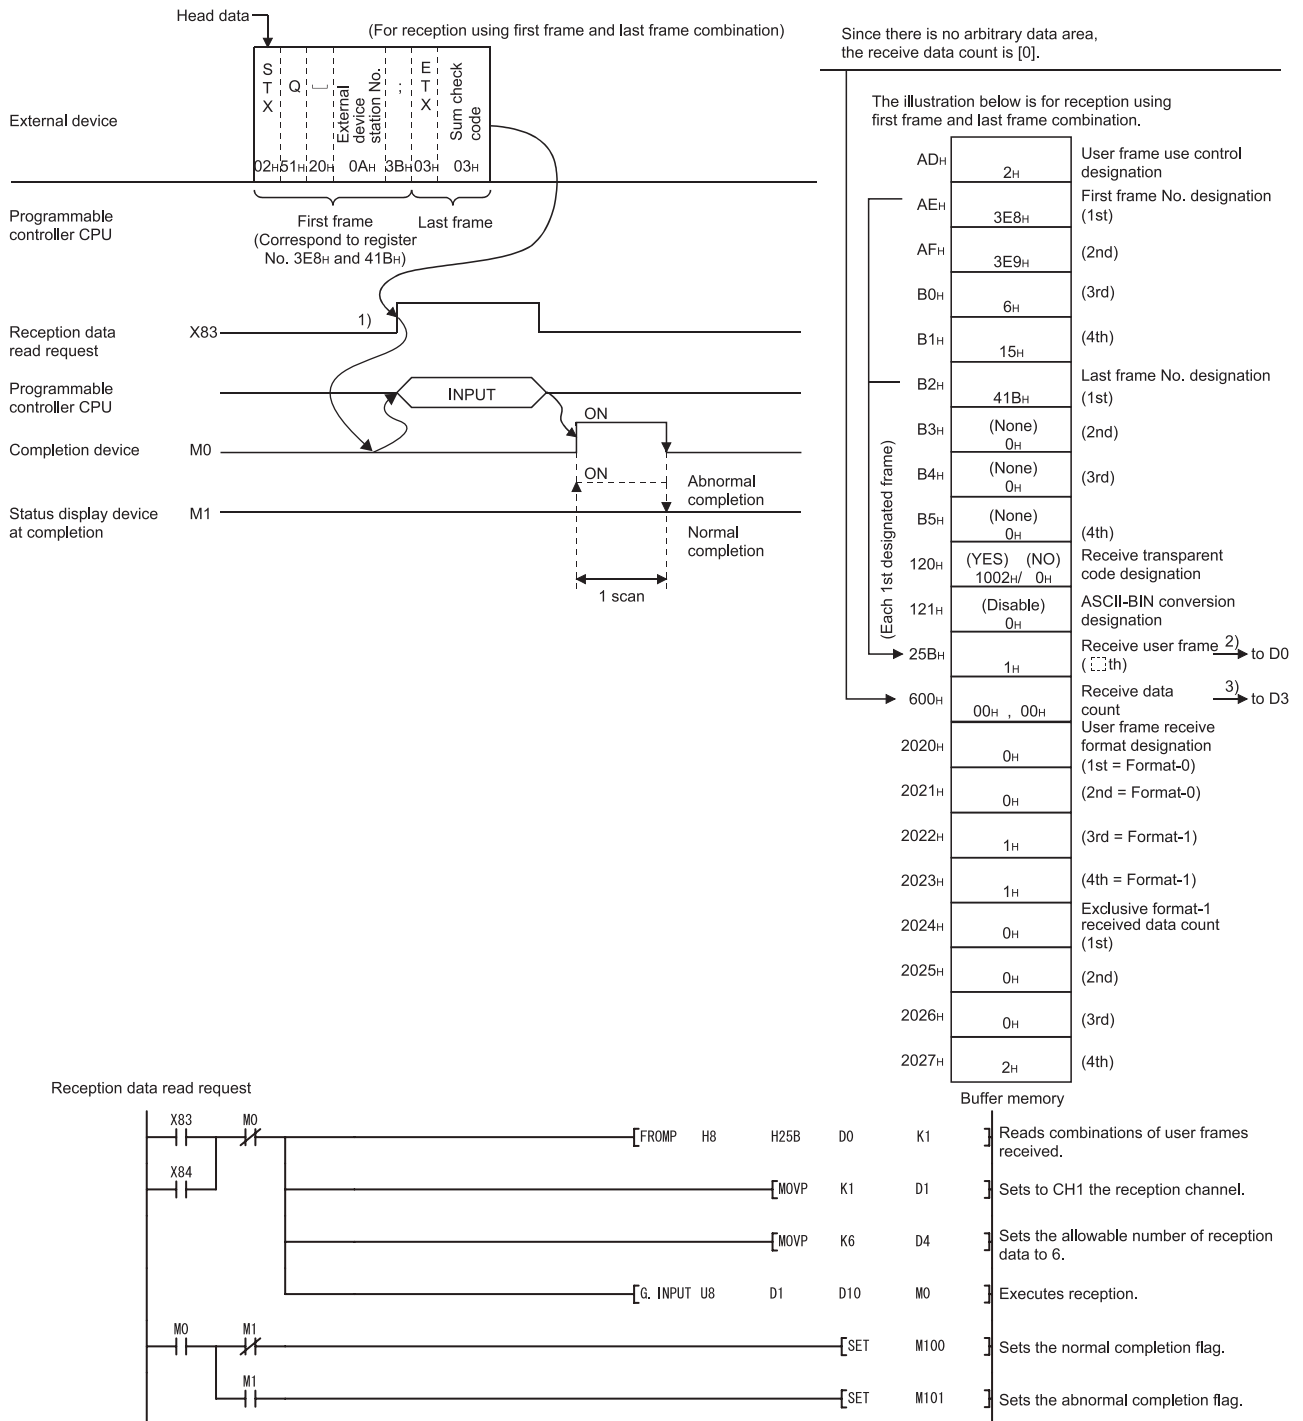 Head data
(For reception using first frame and last frame combination)
Since there is no arbitrary data area,
the receive data count is [0].
External device
S
T
X
Q
External
device
station No.
;
E
T
X
Sum check
code
02H 51H 20H 0AH 3BH 03H 03H
First frame
(Correspond to register
No. 3E8H and 41BH)
Last frame
Programmable
controller CPU
Reception data
read request
X83
1)
Programmable
controller CPU
INPUT
Completion device
M0
ON
ON
Abnormal
completion
Status display device
at completion
M1
Normal
completion
1 scan
The illustration below is for reception using
first frame and last frame combination.
(Each 1st designated frame)
ADH 2H User frame use control
designation
AEH 3E8H First frame No. designation
(1st)
AFH 3E9H (2nd)
B0H 6H (3rd)
B1H 15H (4th)
B2H 41BH Last frame No. designation
(1st)
B3H (None)
0H (2nd)
B4H (None)
0H (3rd)
B5H (None)
0H (4th)
120H (YES) (NO)
1002H/ 0H Receive transparent
code designation
121H (Disable)
0H ASCII-BIN conversion
designation
25BH 1H Receive user frame
( th)
2)
to D0
600H 00H , 00H Receive data
count
3)
to D3
2020H 0H User frame receive
format designation
(1st = Format-0)
2021H 0H (2nd = Format-0)
2022H 1H (3rd = Format-1)
2023H 1H (4th = Format-1)
2024H 0H Exclusive format-1
received data count
(1st)
2025H 0H (2nd)
2026H 0H (3rd)
2027H 2H (4th)
Buffer memory
Reception data read request
X83 M0 [FROMP H8 H25B D0 K1 ] Reads combinations of user frames
received.
X84 [MOVP K1 D1 ] Sets to CH1 the reception channel.
[MOVP K6 D4 ] Sets the allowable number of reception
data to 6.
[G. INPUT U8 D1 D10 M0 ] Executes reception.
M0 M1 [SET M100 ] Sets the normal completion flag.
M1 [SET M101 ] Sets the abnormal completion flag.